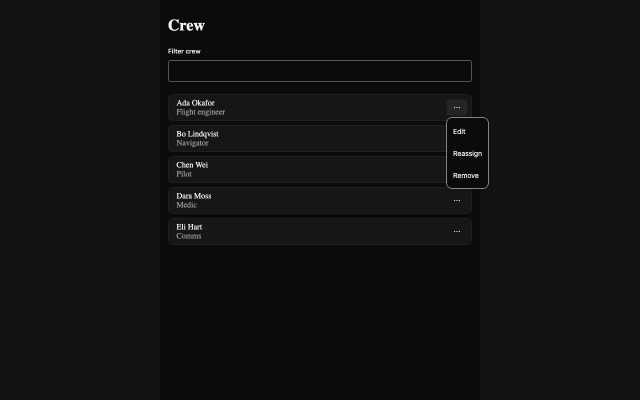 Crew
Filter crew
Ada Okafor
Flight engineer
...
Edit
Reassign
Remove
Bo Lindqvist
Navigator
Chen Wei
Pilot
Dara Moss
Medic
...
Eli Hart
Comms
...